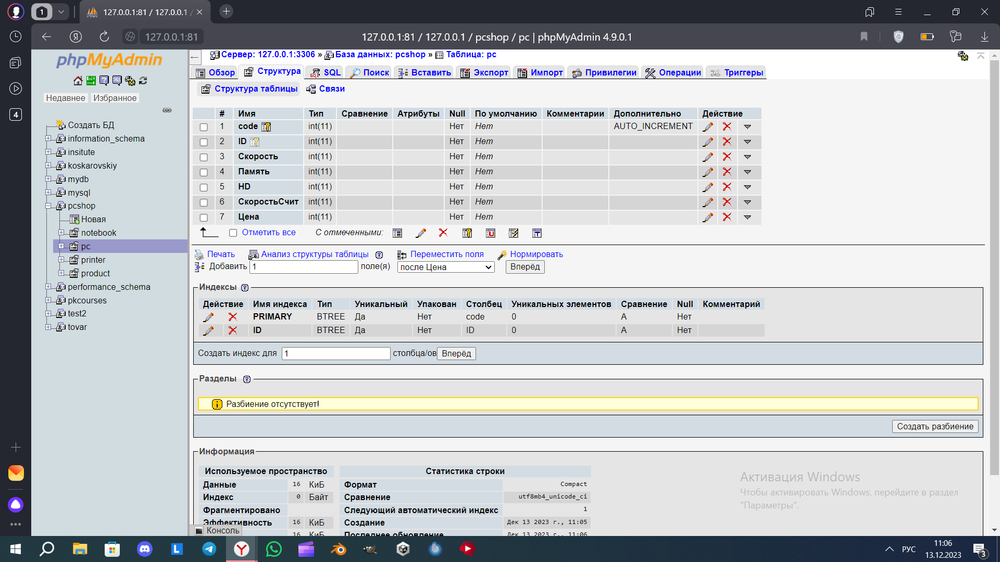 1
127.0.0.1:81 / 127.0.0.1 /
127.0.0.1:81
127.0.0.1:81 / 127.0.0.1 / pcshop / pc | phpMyAdmin 4.9.0.1
4
phpMyAdmin
Недавнее Избранное
Создать БД
information_schema
insitute
koskarovskiy
mydb
mysql
pcshop
Новая
notebook
pc
printer
product
performance_schema
pkcourses
test2
tovar
Сервер: 127.0.0.1:3306 » База данных: pcshop » Таблица: pc
Обзор Структура SQL Поиск Вставить Экспорт Импорт Привилегии Операции Триггеры
Структура таблицы Связи
# Имя Тип Сравнение Атрибуты Null По умолчанию Комментарии Дополнительно Действие
1 code int(11) Нет Нет AUTO_INCREMENT
2 ID int(11) Нет Нет
3 Скорость int(11) Нет Нет
4 Память int(11) Нет Нет
5 HD int(11) Нет Нет
6 СкоростьСчит int(11) Нет Нет
7 Цена int(11) Нет Нет
Отметить все С отмеченными:
Печать Анализ структуры таблицы Переместить поля Нормировать
Добавить 1 поле(я) после Цена Вперёд
Индексы
Действие Имя индекса Тип Уникальный Упакован Столбец Уникальных элементов Сравнение Null Комментарий
PRIMARY BTREE Да Нет code 0 A Нет
ID BTREE Да Нет ID 0 A Нет
Создать индекс для 1 столбца/ов Вперёд
Разделы
Разбиение отсутствует!
Создать разбиение
Информация
Используемое пространство
Данные 16 КиБ
Индекс 0 Байт
Фрагментировано
Эффективность 16 КиБ
16 КиБ
Статистика строки
Формат Compact
Сравнение utf8mb4_unicode_ci
Следующий автоматический индекс 1
Создание Дек 13 2023 г., 11:05
Последнее обновление Дек 13 2023 г., 11:06
Консоль
Активация Windows
Чтобы активировать Windows, перейдите в раздел
"Параметры".
РУС
11:06
13.12.2023
3